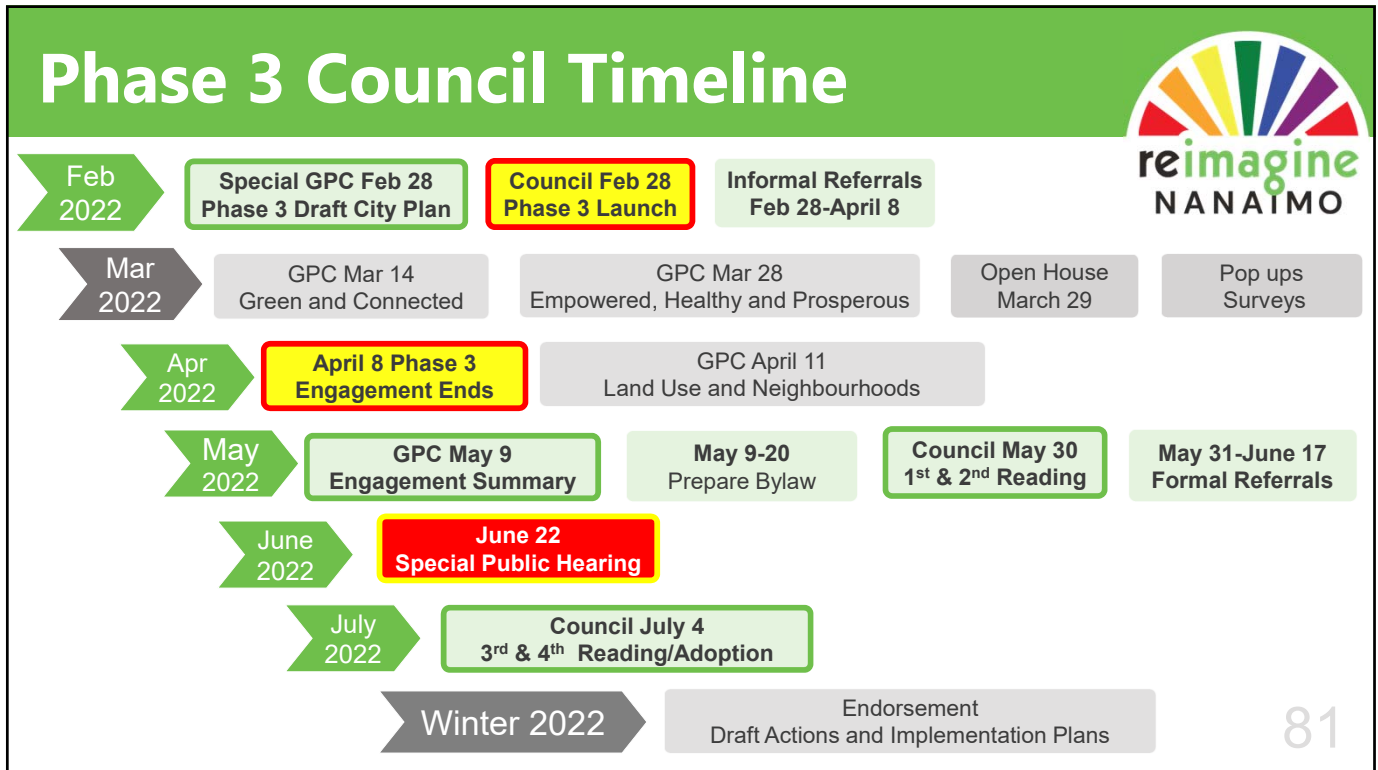 Phase 3 Council Timeline
reimagine
NANAIMO
Feb
2022
Special GPC Feb 28
Phase 3 Draft City Plan
Council Feb 28
Phase 3 Launch
Informal Referrals
Feb 28-April 8
Mar
2022
GPC Mar 14
Green and Connected
GPC Mar 28
Empowered, Healthy and Prosperous
Open House
March 29
Pop ups
Surveys
Apr
2022
April 8 Phase 3
Engagement Ends
GPC April 11
Land Use and Neighbourhoods
May
2022
GPC May 9
Engagement Summary
May 9-20
Prepare Bylaw
Council May 30
1st & 2nd Reading
May 31-June 17
Formal Referrals
June
2022
June 22
Special Public Hearing
July
2022
Council July 4
3rd & 4th Reading/Adoption
Winter 2022
Endorsement
Draft Actions and Implementation Plans
81